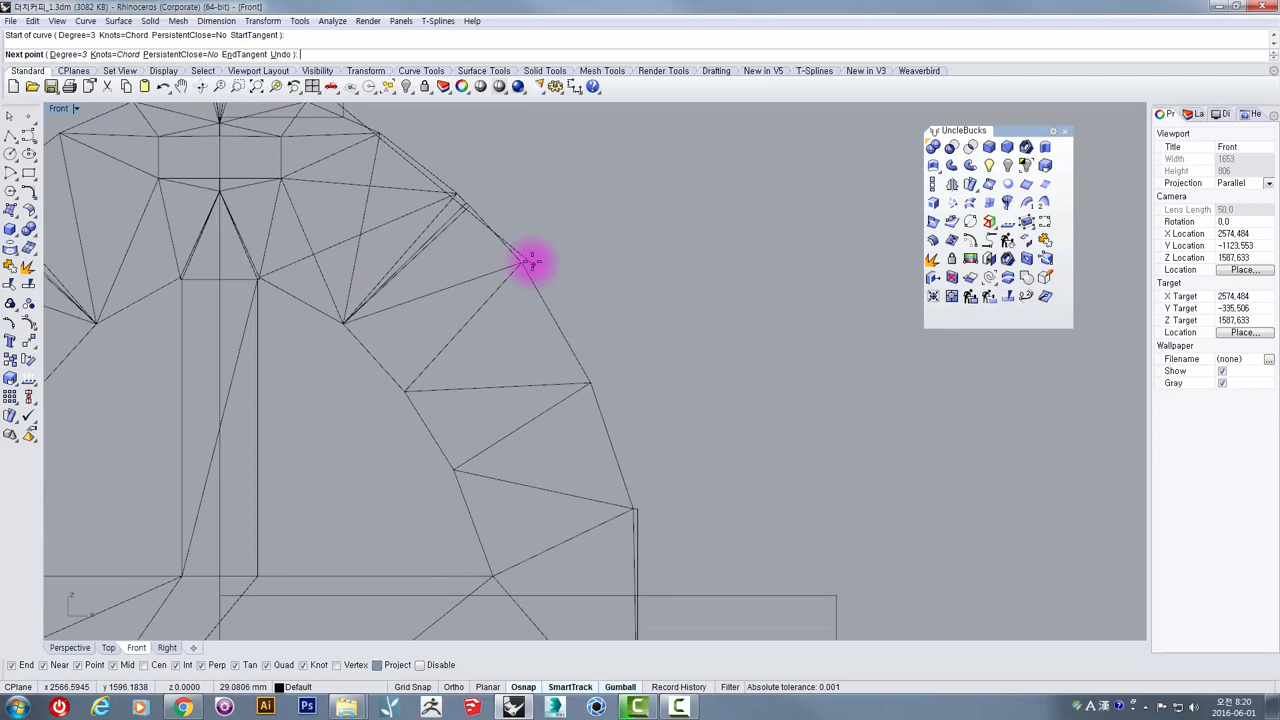 더치커피_1.3dm (3082 KB) - Rhinoceros (Corporate) (64-bit) - [Front]
File Edit View Curve Surface Solid Mesh Dimension Transform Tools Analyze Render Panels T-Splines Help
Start of curve ( Degree=3 Knots=Chord PersistentClose=No StartTangent ):
Next point ( Degree=3 Knots=Chord PersistentClose=No EndTangent Undo ):
Standard CPlanes Set View Display Select Viewport Layout Visibility Transform Curve Tools Surface Tools Solid Tools Mesh Tools Render Tools Drafting New in V5 T-Splines New in V3 Weaverbird
Front
Pr La Di He
UncleBucks
Viewport
Title Front
Width 1653
Height 806
Projection Parallel
Camera
Lens Length 50,0
Rotation 0,0
X Location 2574,484
Y Location -1123,553
Z Location 1587,633
Location Place...
Target
X Target 2574,484
Y Target -335,506
Z Target 1587,633
Location Place...
Wallpaper
Filename (none) ...
Show
Gray
z
x
Perspective Top Front Right
End Near Point Mid Cen Int Perp Tan Quad Knot Vertex Project Disable
CPlane x 2566.5945 y 1596.1838 z 0.0000 29.0806 mm Default Grid Snap Ortho Planar Osnap SmartTrack Gumball Record History Filter Absolute tolerance: 0.001
Ai Ps A 漢 오전 8:20
2016-06-01